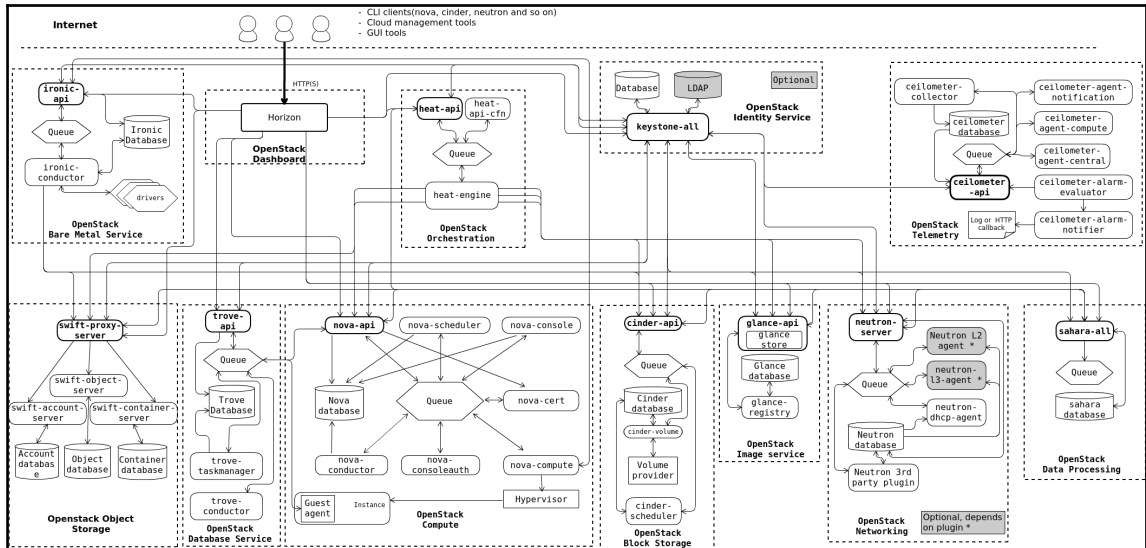 Internet
- CLI clients(nova, cinder, neutron and so on)
- Cloud management tools
- GUI tools
HTTP(S)
ironic-
api
Queue
Ironic
Database
ironic-
conductor
drivers
OpenStack
Bare Metal Service
Horizon
OpenStack
Dashboard
heat-api
heat-
api-cfn
Queue
heat-engine
OpenStack
Orchestration
Database
LDAP
Optional
OpenStack
Identity Service
keystone-all
ceilometer-
collector
ceilometer-agent-
notification
ceilometer
database
ceilometer-
agent-compute
Queue
ceilometer-
agent-central
ceilometer
-api
ceilometer-alarm-
evaluator
Log or HTTP
callback
ceilometer-alarm-
notifier
OpenStack
Telemetry
swift-proxy-
server
swift-object-
server
swift-account-
server
swift-container-
server
Account
databas
e
Object
database
Container
database
Openstack Object
Storage
trove-
api
Queue
Trove
Database
trove-
taskmanager
trove-
conductor
OpenStack
Database Service
nova-api
nova-scheduler
nova-console
Nova
database
Queue
nova-cert
nova-
conductor
nova-
consoleauth
nova-compute
Guest
agent
Instance
Hypervisor
OpenStack
Compute
cinder-api
Queue
Cinder
database
cinder-volume
Volume
provider
cinder-
scheduler
OpenStack
Block Storage
glance-api
glance
store
Glance
database
glance-
registry
OpenStack
Image service
neutron-
server
Neutron L2
agent *
Queue
neutron-
l3-agent *
neutron-
dhcp-agent
Neutron
database
Neutron 3rd
party plugin
OpenStack
Networking
Optional, depends
on plugin *
sahara-all
Queue
sahara
database
OpenStack
Data Processing